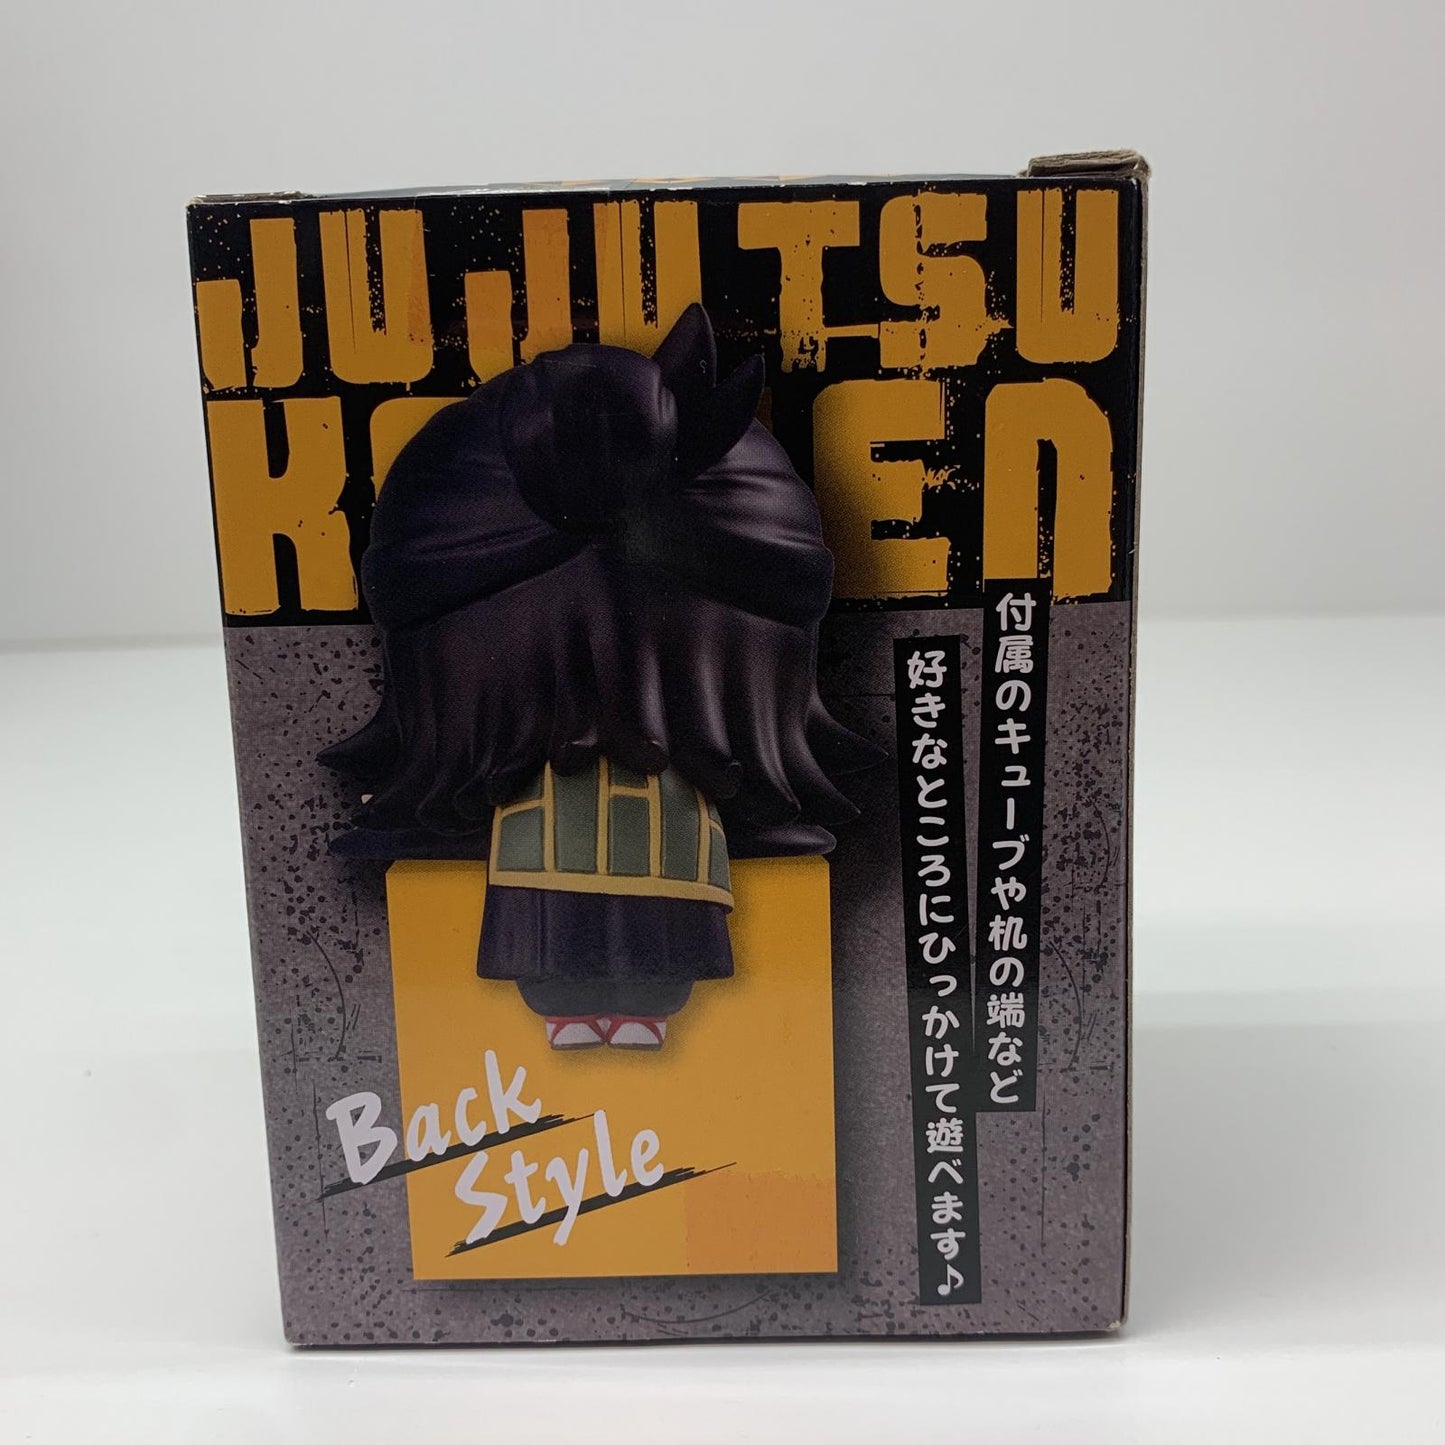 JUJUTSU
KAISEN
付属のキューブや机の端など
好きなところにひっかけて遊べます♪
Back
Style